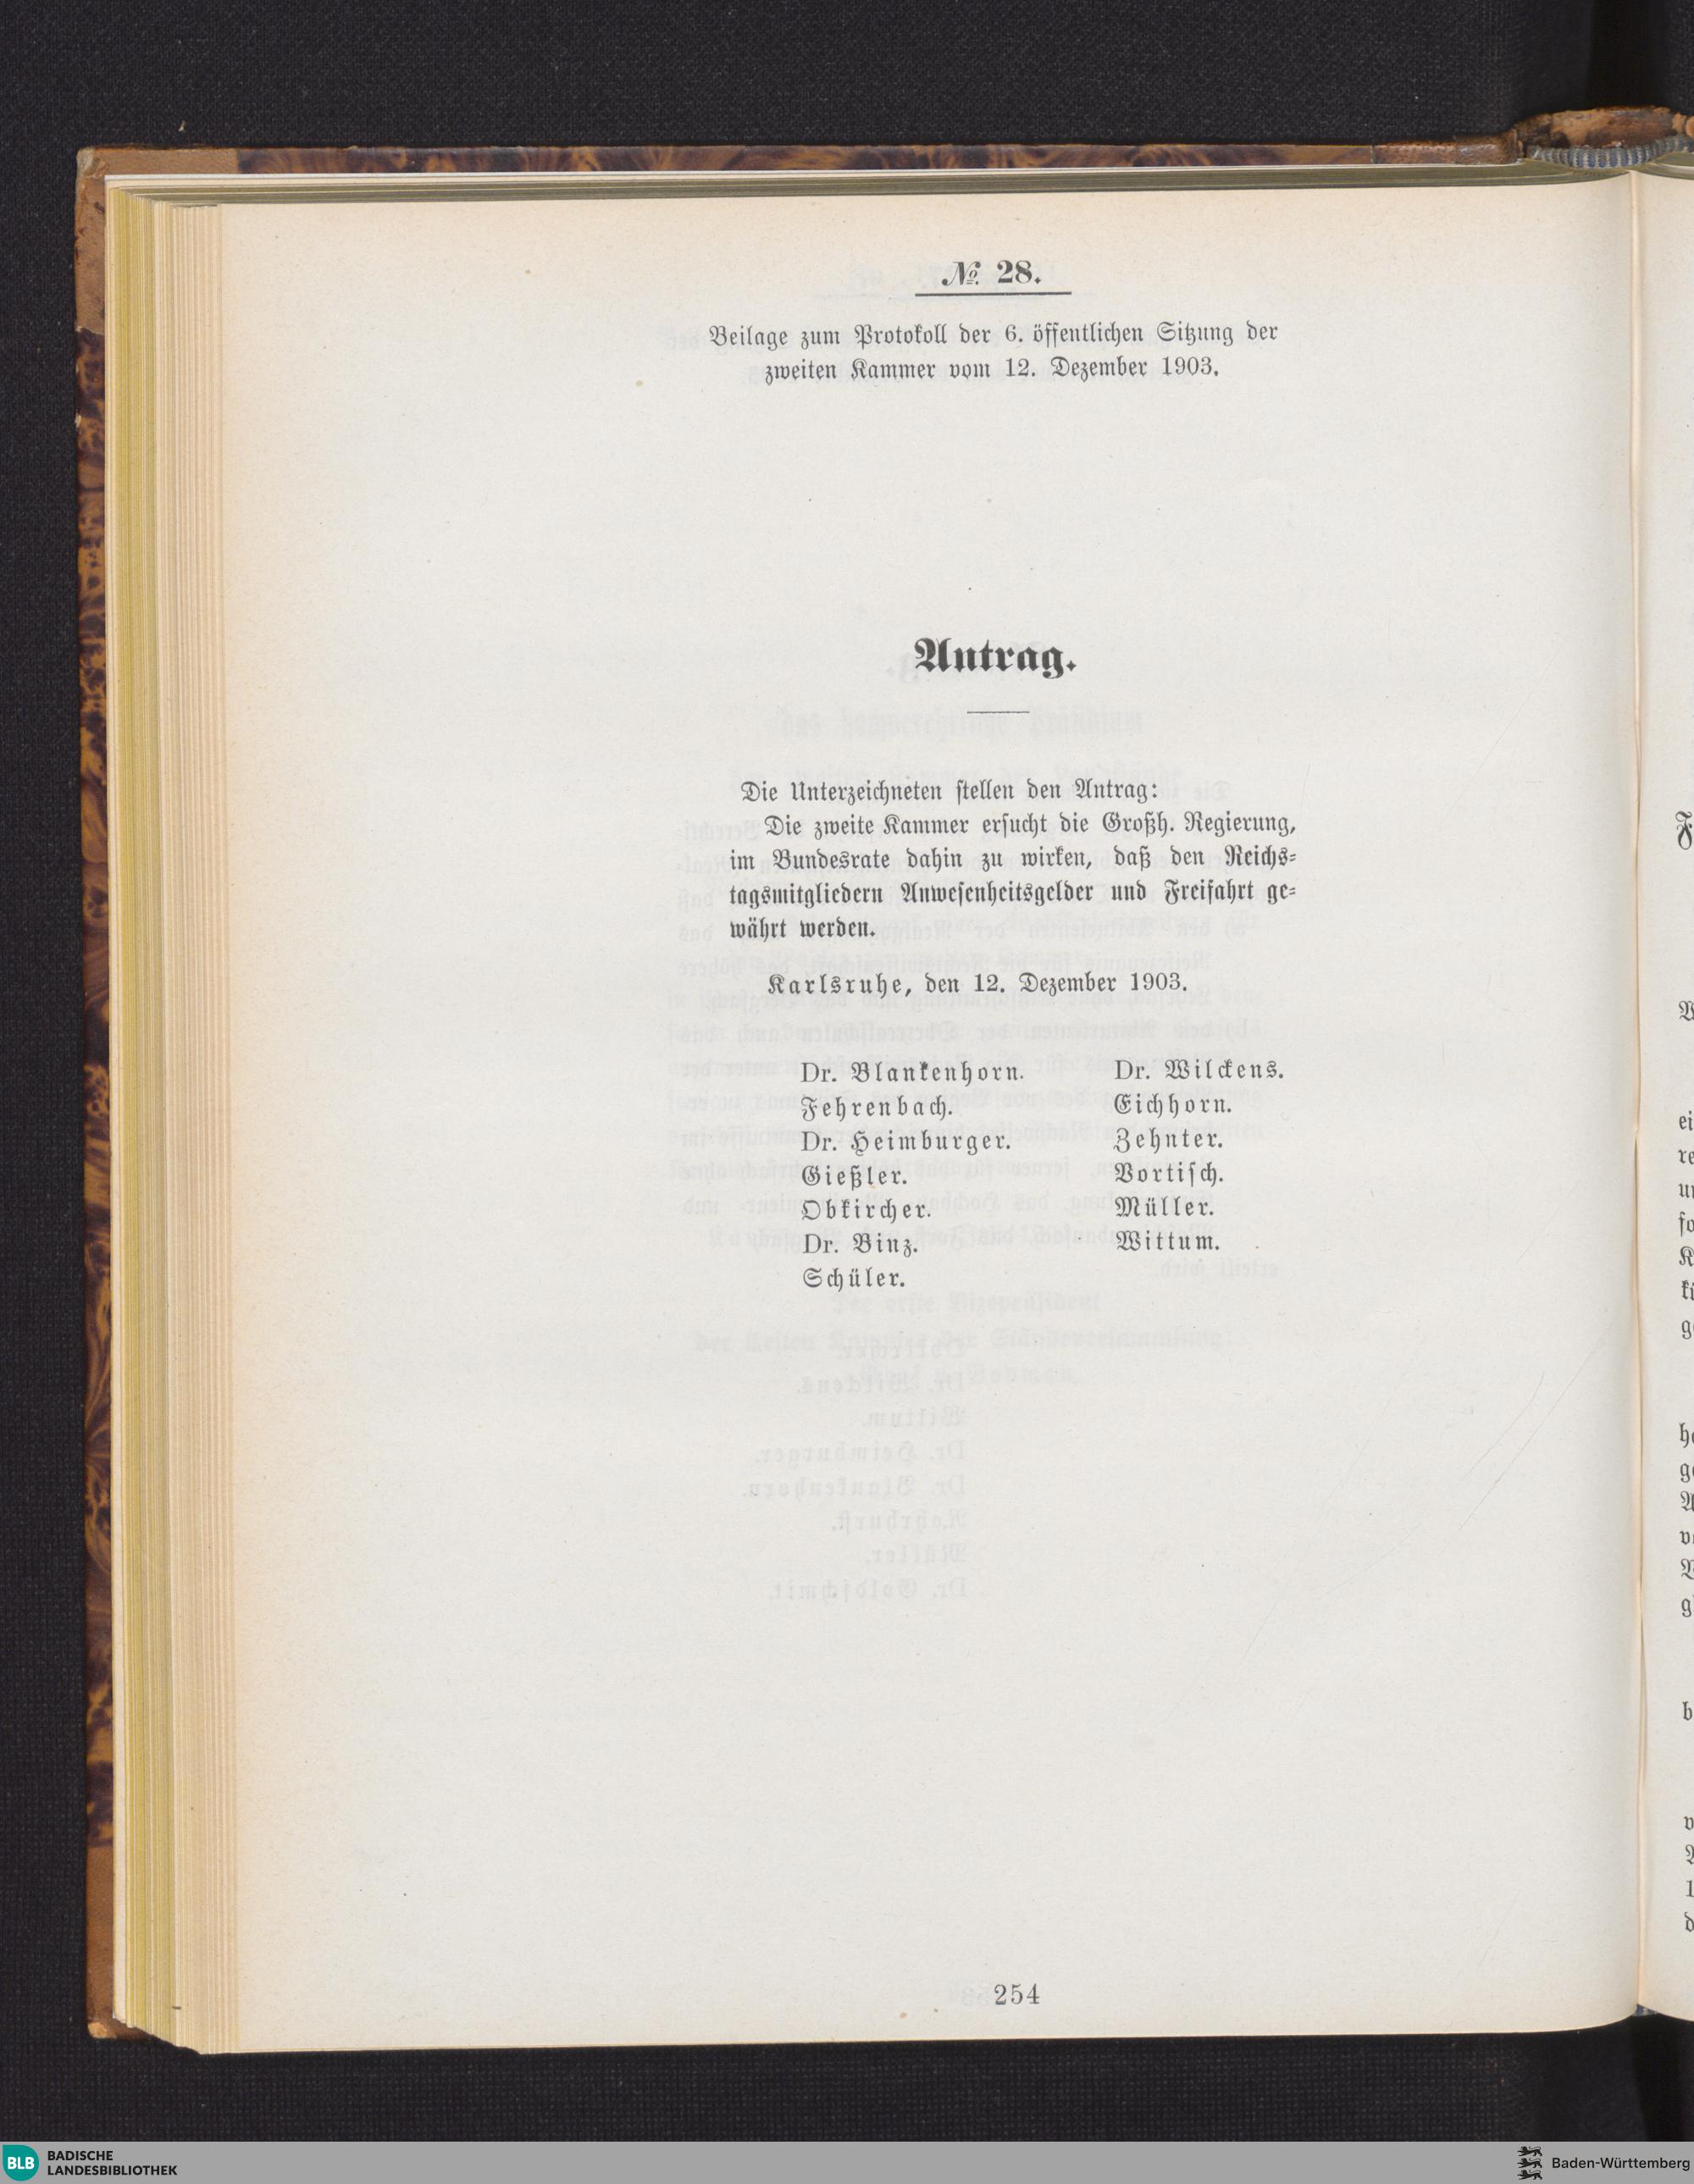 № 28.
Beilage zum Protokoll der 6. öffentlichen Sitzung der
zweiten Kammer vom 12. Dezember 1903.
Antrag.
Die Unterzeichneten stellen den Antrag:
Die zweite Kammer ersucht die Großh. Regierung,
im Bundesrate dahin zu wirken, daß den Reichs-
tagsmitgliedern Anwesenheitsgelder und Freifahrt ge-
währt werden.
Karlsruhe, den 12. Dezember 1903.
Dr. Blankenhorn.
Fehrenbach.
Dr. Heimburger.
Gießler.
Obkircher.
Dr. Binz.
Schüler.
Dr. Wilckens.
Eichhorn.
Zehnter.
Vortisch.
Müller.
Wittum.
254
BLB
BADISCHE
LANDESBIBLIOTHEK
Baden-Württemberg